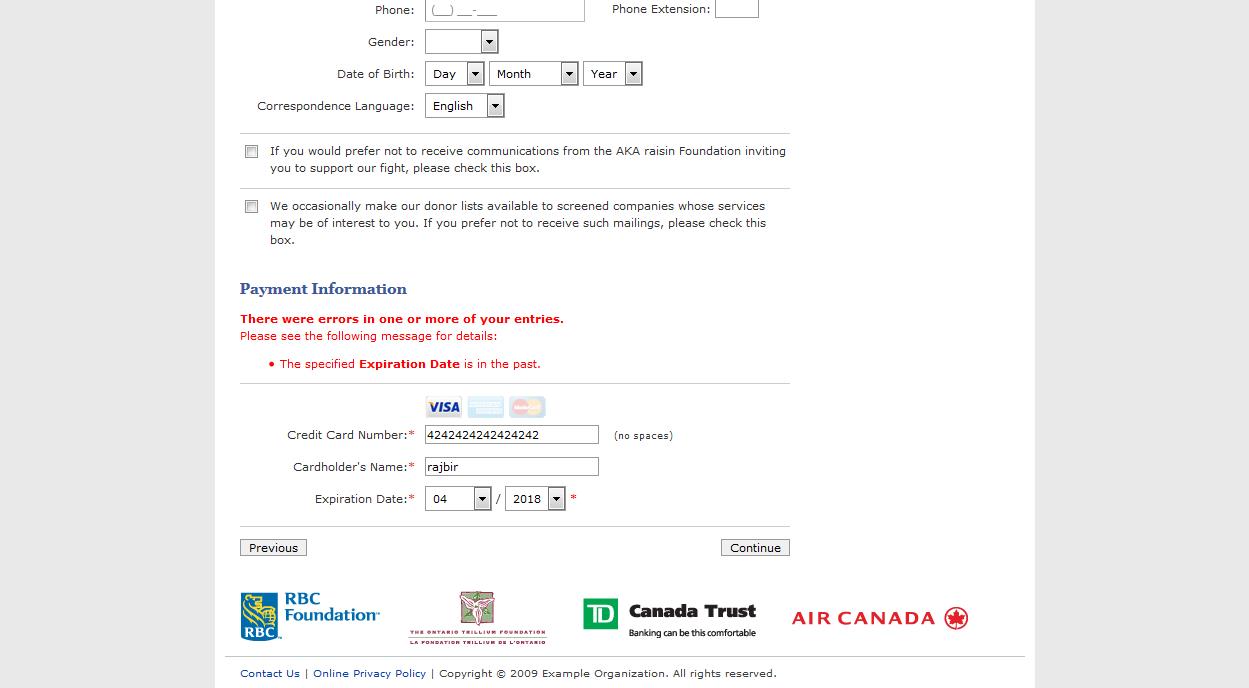 Phone: (__) __-___ Phone Extension:
Gender:
Date of Birth: Day Month Year
Correspondence Language: English
If you would prefer not to receive communications from the AKA raisin Foundation inviting
you to support our fight, please check this box.
We occasionally make our donor lists available to screened companies whose services
may be of interest to you. If you prefer not to receive such mailings, please check this
box.
Payment Information
There were errors in one or more of your entries.
Please see the following message for details:
• The specified Expiration Date is in the past.
VISA MasterCard
Credit Card Number:* 4242424242424242 (no spaces)
Cardholder's Name:* rajbir
Expiration Date:* 04 / 2018 *
Previous Continue
RBC
Foundation
RBC
THE ONTARIO TRILLIUM FOUNDATION
LA FONDATION TRILLIUM DE L'ONTARIO
TD Canada Trust
Banking can be this comfortable
AIR CANADA
Contact Us | Online Privacy Policy | Copyright © 2009 Example Organization. All rights reserved.